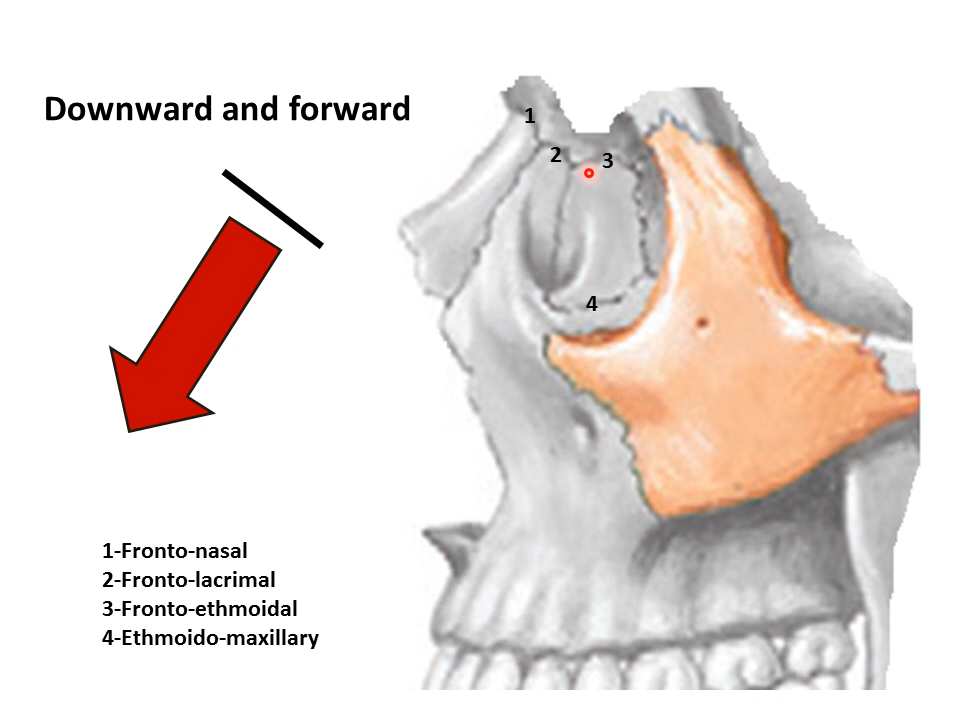 Downward and forward
1
2
3
4
1-Fronto-nasal
2-Fronto-lacrimal
3-Fronto-ethmoidal
4-Ethmoido-maxillary